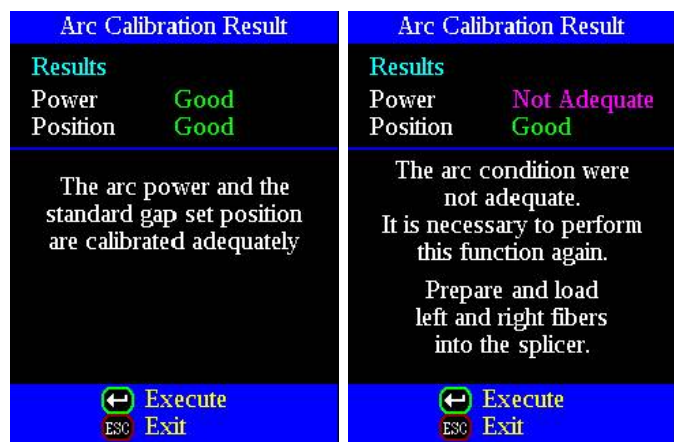 Arc Calibration Result
Results
Power Good
Position Good
The arc power and the
standard gap set position
are calibrated adequately
Execute
ESC Exit
Arc Calibration Result
Results
Power Not Adequate
Position Good
The arc condition were
not adequate.
It is necessary to perform
this function again.
Prepare and load
left and right fibers
into the splicer.
Execute
ESC Exit